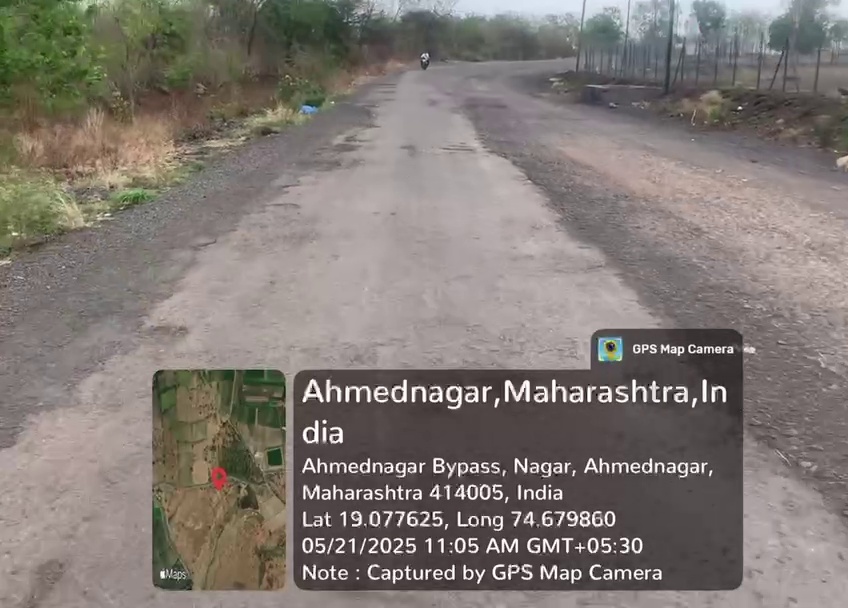 GPS Map Camera
Ahmednagar,Maharashtra,In
dia
Ahmednagar Bypass, Nagar, Ahmednagar,
Maharashtra 414005, India
Lat 19.077625, Long 74.679860
05/21/2025 11:05 AM GMT+05:30
Note : Captured by GPS Map Camera
Maps